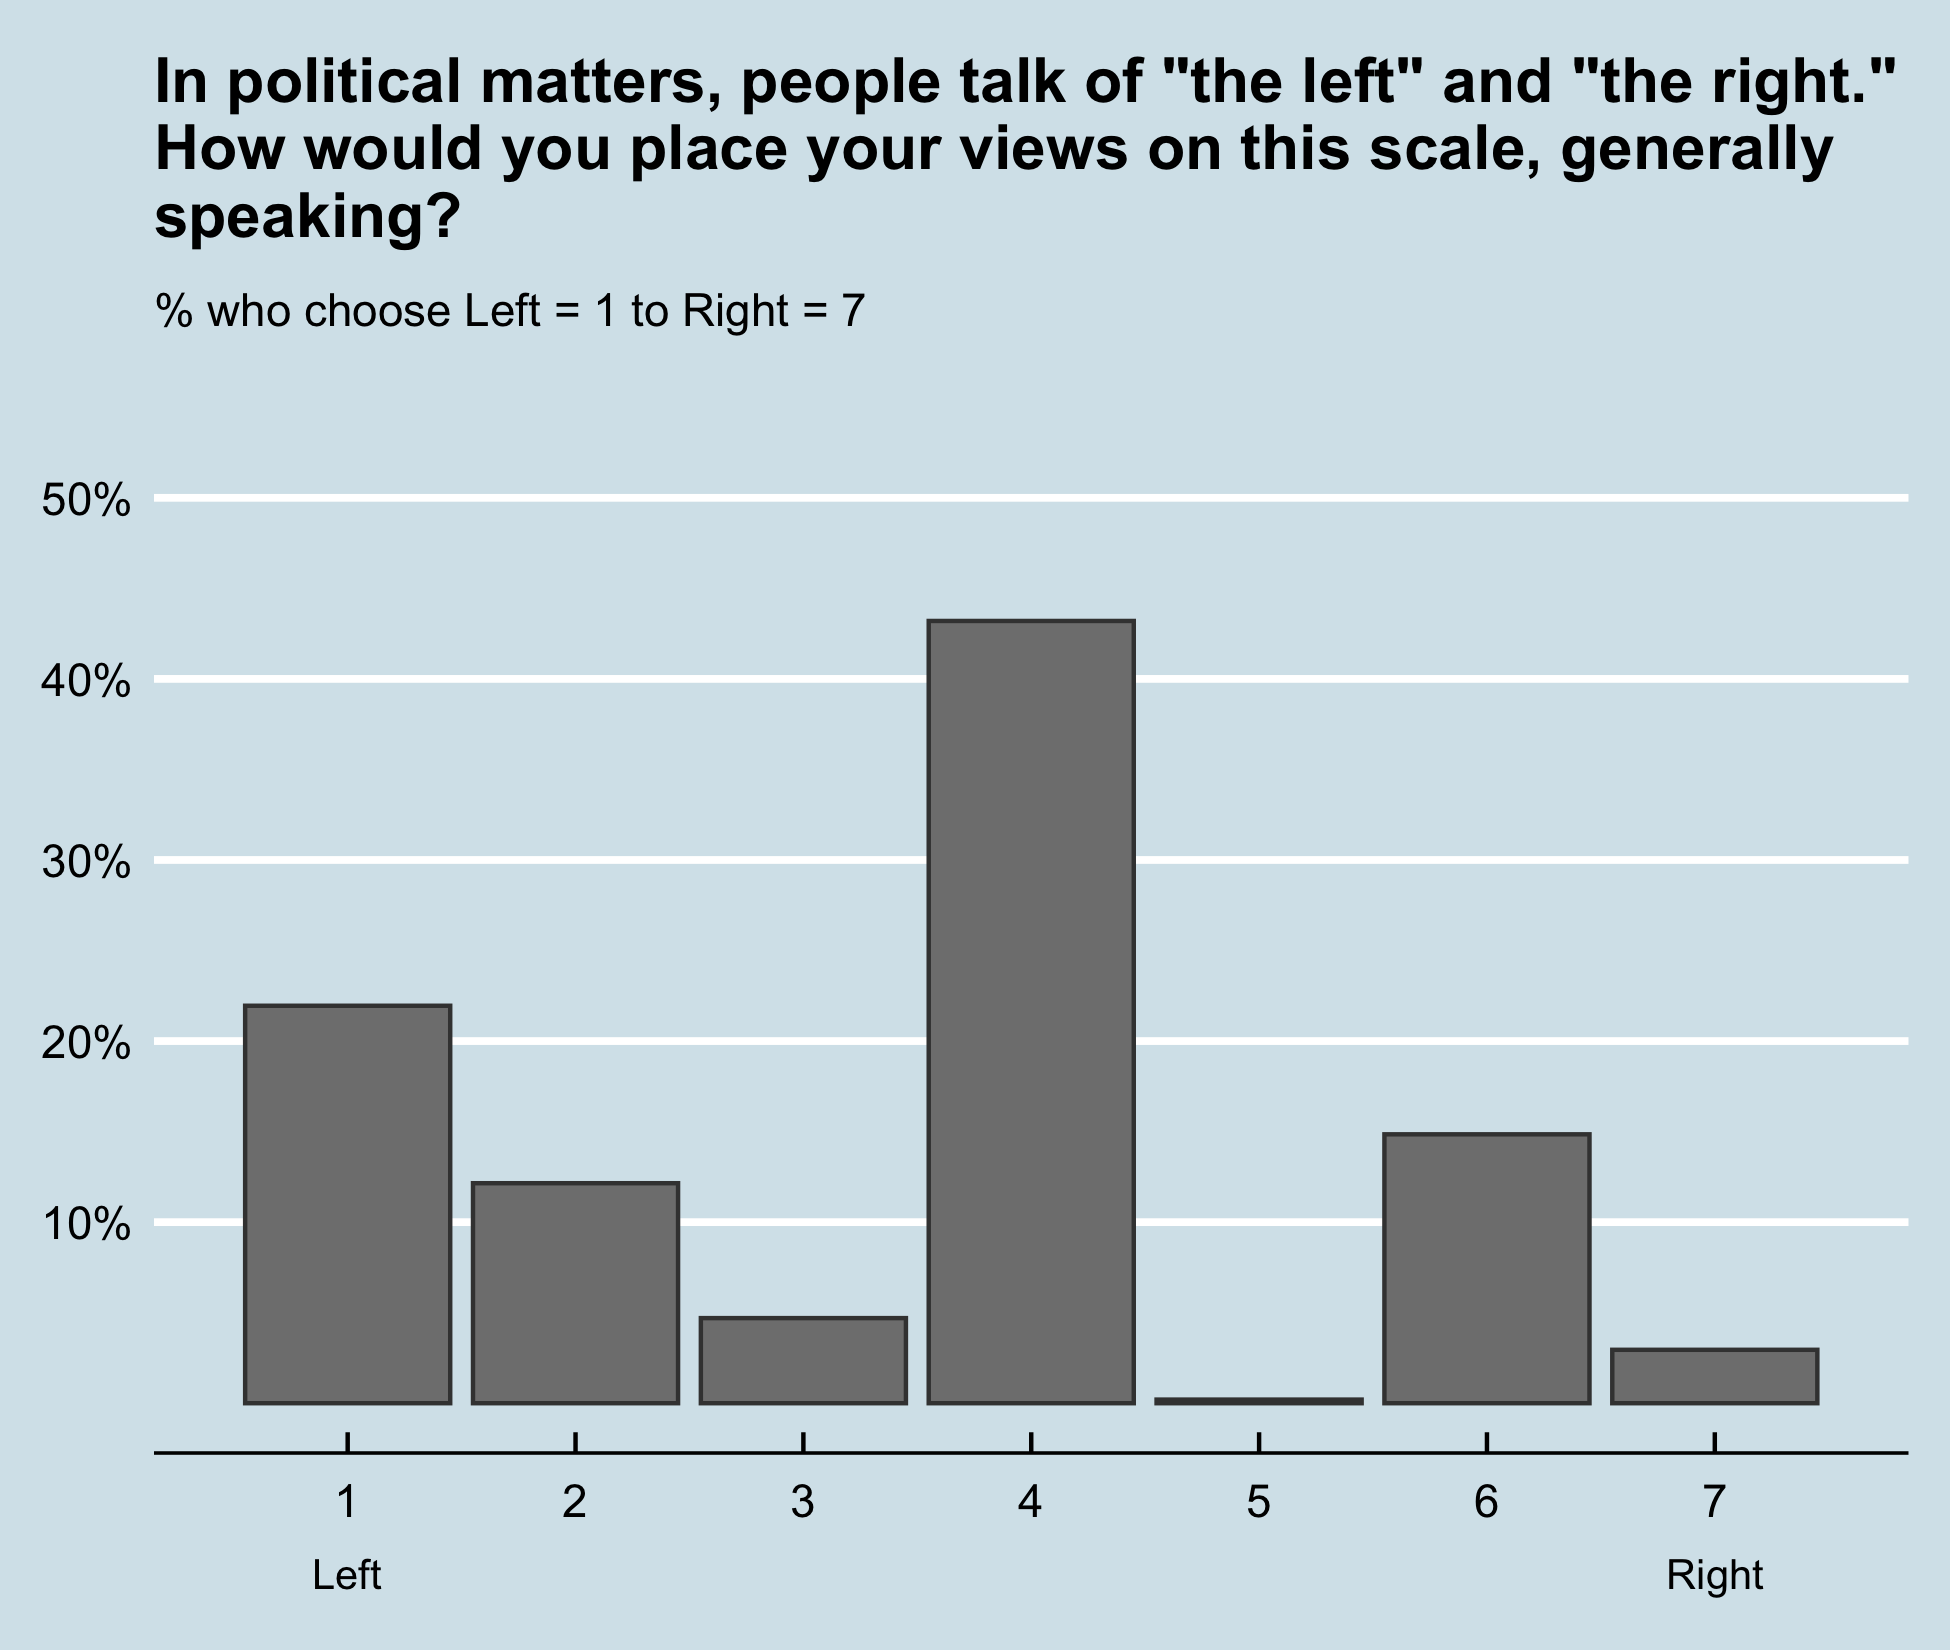 In political matters, people talk of "the left" and "the right."
How would you place your views on this scale, generally
speaking?
% who choose Left = 1 to Right = 7
50%
40%
30%
20%
10%
1 2 3 4 5 6 7
Left Right